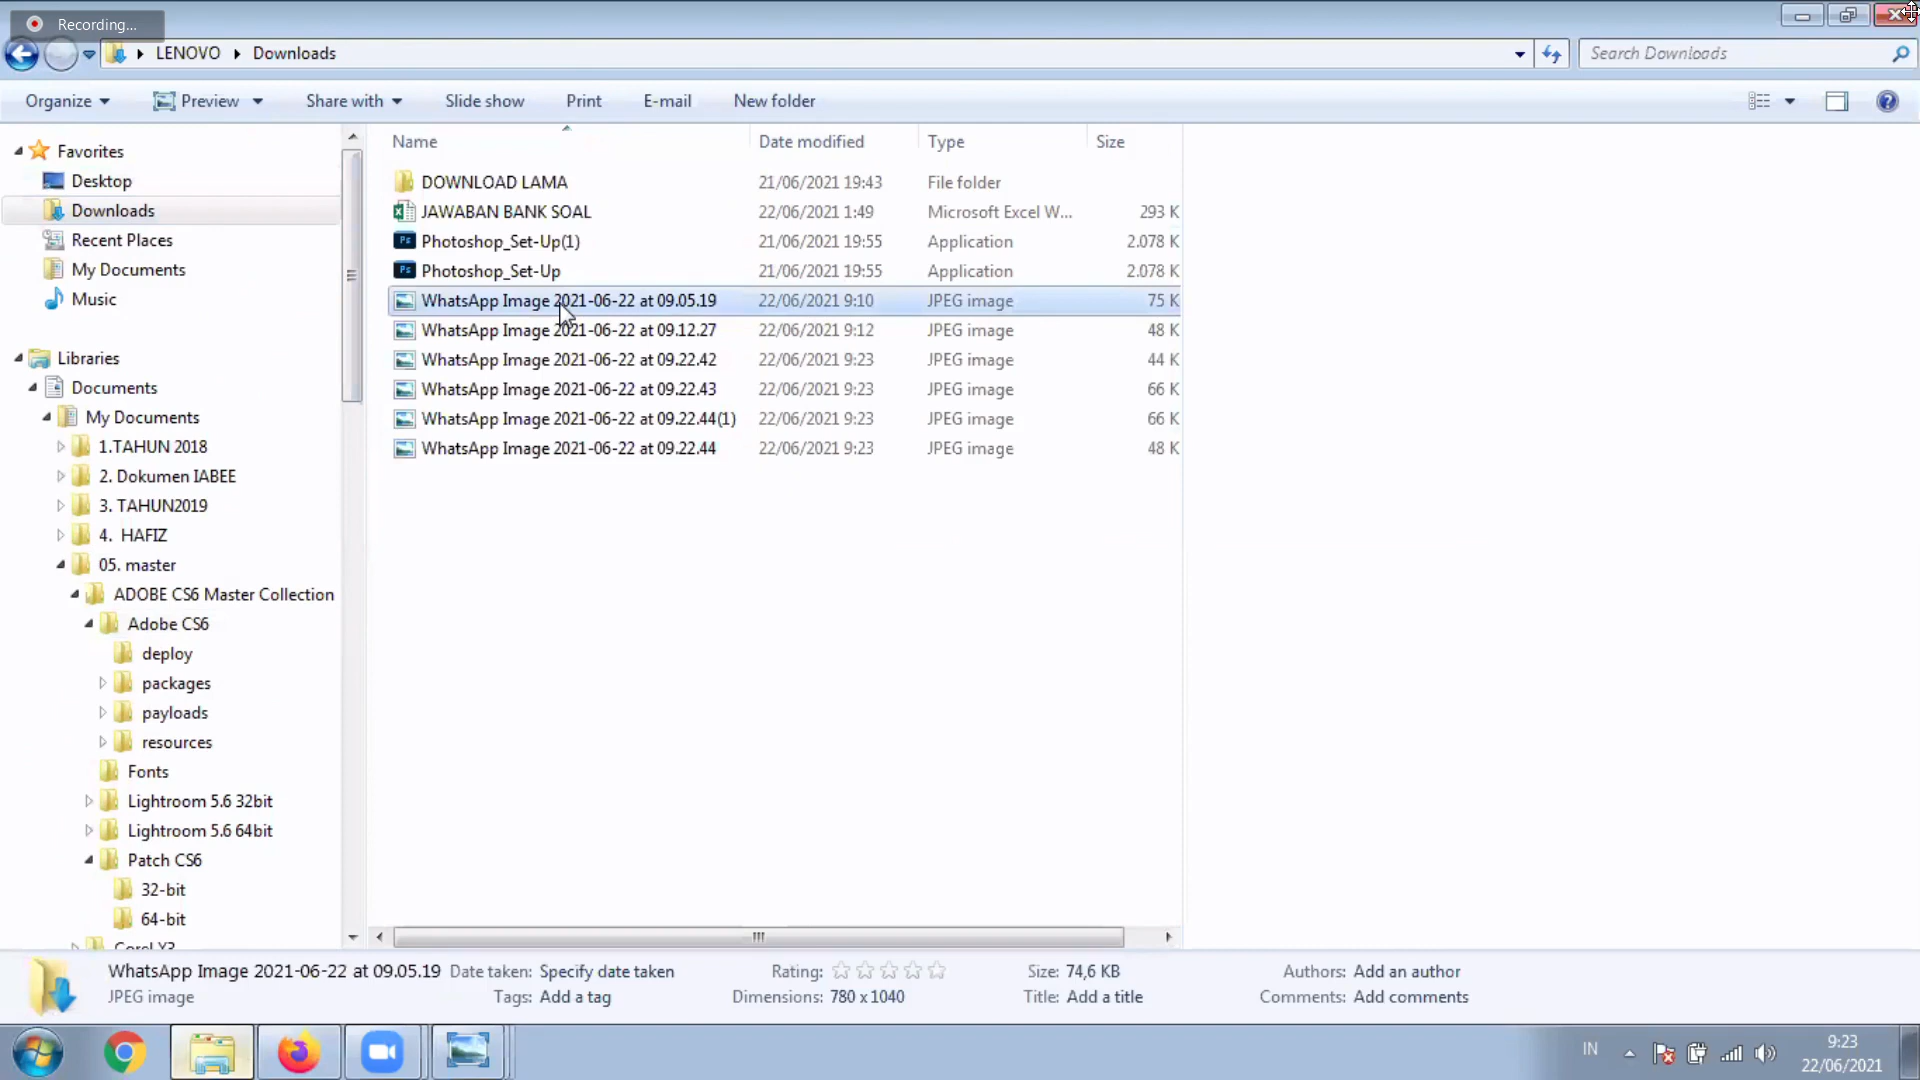 Recording...
LENOVO Downloads
Search Downloads
Organize Preview Share with Slide show Print E-mail New folder
Name Date modified Type Size
DOWNLOAD LAMA 21/06/2021 19:43 File folder
JAWABAN BANK SOAL 22/06/2021 1:49 Microsoft Excel W... 293 K
Photoshop_Set-Up(1) 21/06/2021 19:55 Application 2.078 K
Photoshop_Set-Up 21/06/2021 19:55 Application 2.078 K
WhatsApp Image 2021-06-22 at 09.05.19 22/06/2021 9:10 JPEG image 75 K
WhatsApp Image 2021-06-22 at 09.12.27 22/06/2021 9:12 JPEG image 48 K
WhatsApp Image 2021-06-22 at 09.22.42 22/06/2021 9:23 JPEG image 44 K
WhatsApp Image 2021-06-22 at 09.22.43 22/06/2021 9:23 JPEG image 66 K
WhatsApp Image 2021-06-22 at 09.22.44(1) 22/06/2021 9:23 JPEG image 66 K
WhatsApp Image 2021-06-22 at 09.22.44 22/06/2021 9:23 JPEG image 48 K
Favorites
Desktop
Downloads
Recent Places
My Documents
Music
Libraries
Documents
My Documents
1.TAHUN 2018
2. Dokumen IABEE
3. TAHUN2019
4. HAFIZ
05. master
ADOBE CS6 Master Collection
Adobe CS6
deploy
packages
payloads
resources
Fonts
Lightroom 5.6 32bit
Lightroom 5.6 64bit
Patch CS6
32-bit
64-bit
Corel X3
WhatsApp Image 2021-06-22 at 09.05.19 Date taken: Specify date taken Rating: Size: 74,6 KB Authors: Add an author
JPEG image Tags: Add a tag Dimensions: 780 x 1040 Title: Add a title Comments: Add comments
IN
9:23
22/06/2021